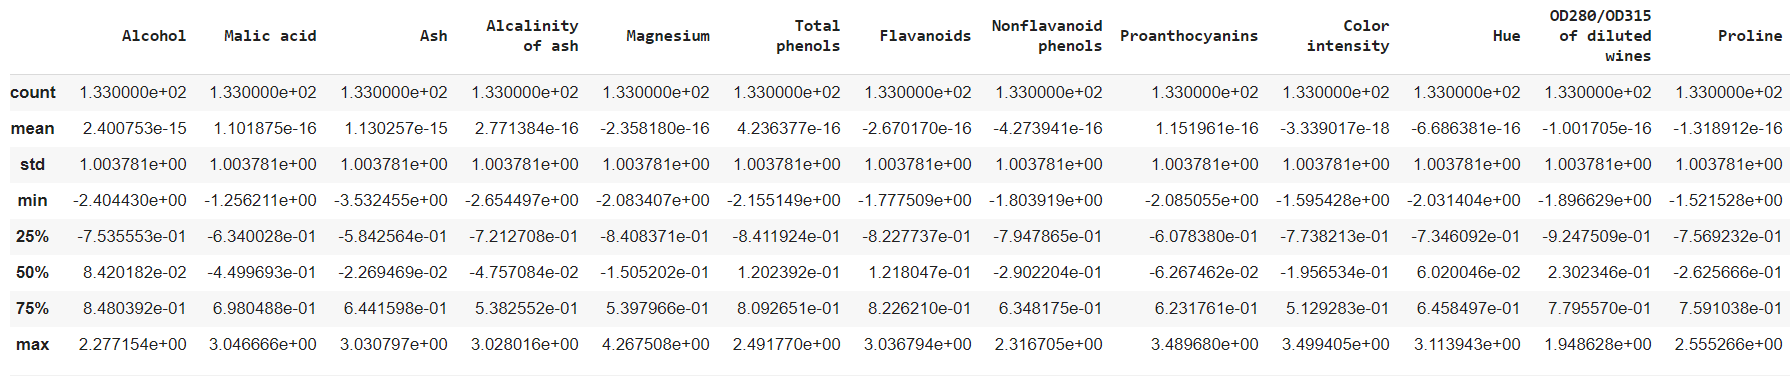 Alcohol Malic acid Ash Alcalinity of ash Magnesium Total phenols Flavanoids Nonflavanoid phenols Proanthocyanins Color intensity Hue OD280/OD315 of diluted wines Proline
count 1.330000e+02 1.330000e+02 1.330000e+02 1.330000e+02 1.330000e+02 1.330000e+02 1.330000e+02 1.330000e+02 1.330000e+02 1.330000e+02 1.330000e+02 1.330000e+02 1.330000e+02
mean 2.400753e-15 1.101875e-16 1.130257e-15 2.771384e-16 -2.358180e-16 4.236377e-16 -2.670170e-16 -4.273941e-16 1.151961e-16 -3.339017e-18 -6.686381e-16 -1.001705e-16 -1.318912e-16
std 1.003781e+00 1.003781e+00 1.003781e+00 1.003781e+00 1.003781e+00 1.003781e+00 1.003781e+00 1.003781e+00 1.003781e+00 1.003781e+00 1.003781e+00 1.003781e+00 1.003781e+00
min -2.404430e+00 -1.256211e+00 -3.532455e+00 -2.654497e+00 -2.083407e+00 -2.155149e+00 -1.777509e+00 -1.803919e+00 -2.085055e+00 -1.595428e+00 -2.031404e+00 -1.896629e+00 -1.521528e+00
25% -7.535553e-01 -6.340028e-01 -5.842564e-01 -7.212708e-01 -8.408371e-01 -8.411924e-01 -8.227737e-01 -7.947865e-01 -6.078380e-01 -7.738213e-01 -7.346092e-01 -9.247509e-01 -7.569232e-01
50% 8.420182e-02 -4.499693e-01 -2.269469e-02 -4.757084e-02 -1.505202e-01 1.202392e-01 1.218047e-01 -2.902204e-01 -6.267462e-02 -1.956534e-01 6.020046e-02 2.302346e-01 -2.625666e-01
75% 8.480392e-01 6.980488e-01 6.441598e-01 5.382552e-01 5.397966e-01 8.092651e-01 8.226210e-01 6.348175e-01 6.231761e-01 5.129283e-01 6.458497e-01 7.795570e-01 7.591038e-01
max 2.277154e+00 3.046666e+00 3.030797e+00 3.028016e+00 4.267508e+00 2.491770e+00 3.036794e+00 2.316705e+00 3.489680e+00 3.499405e+00 3.113943e+00 1.948628e+00 2.555266e+00